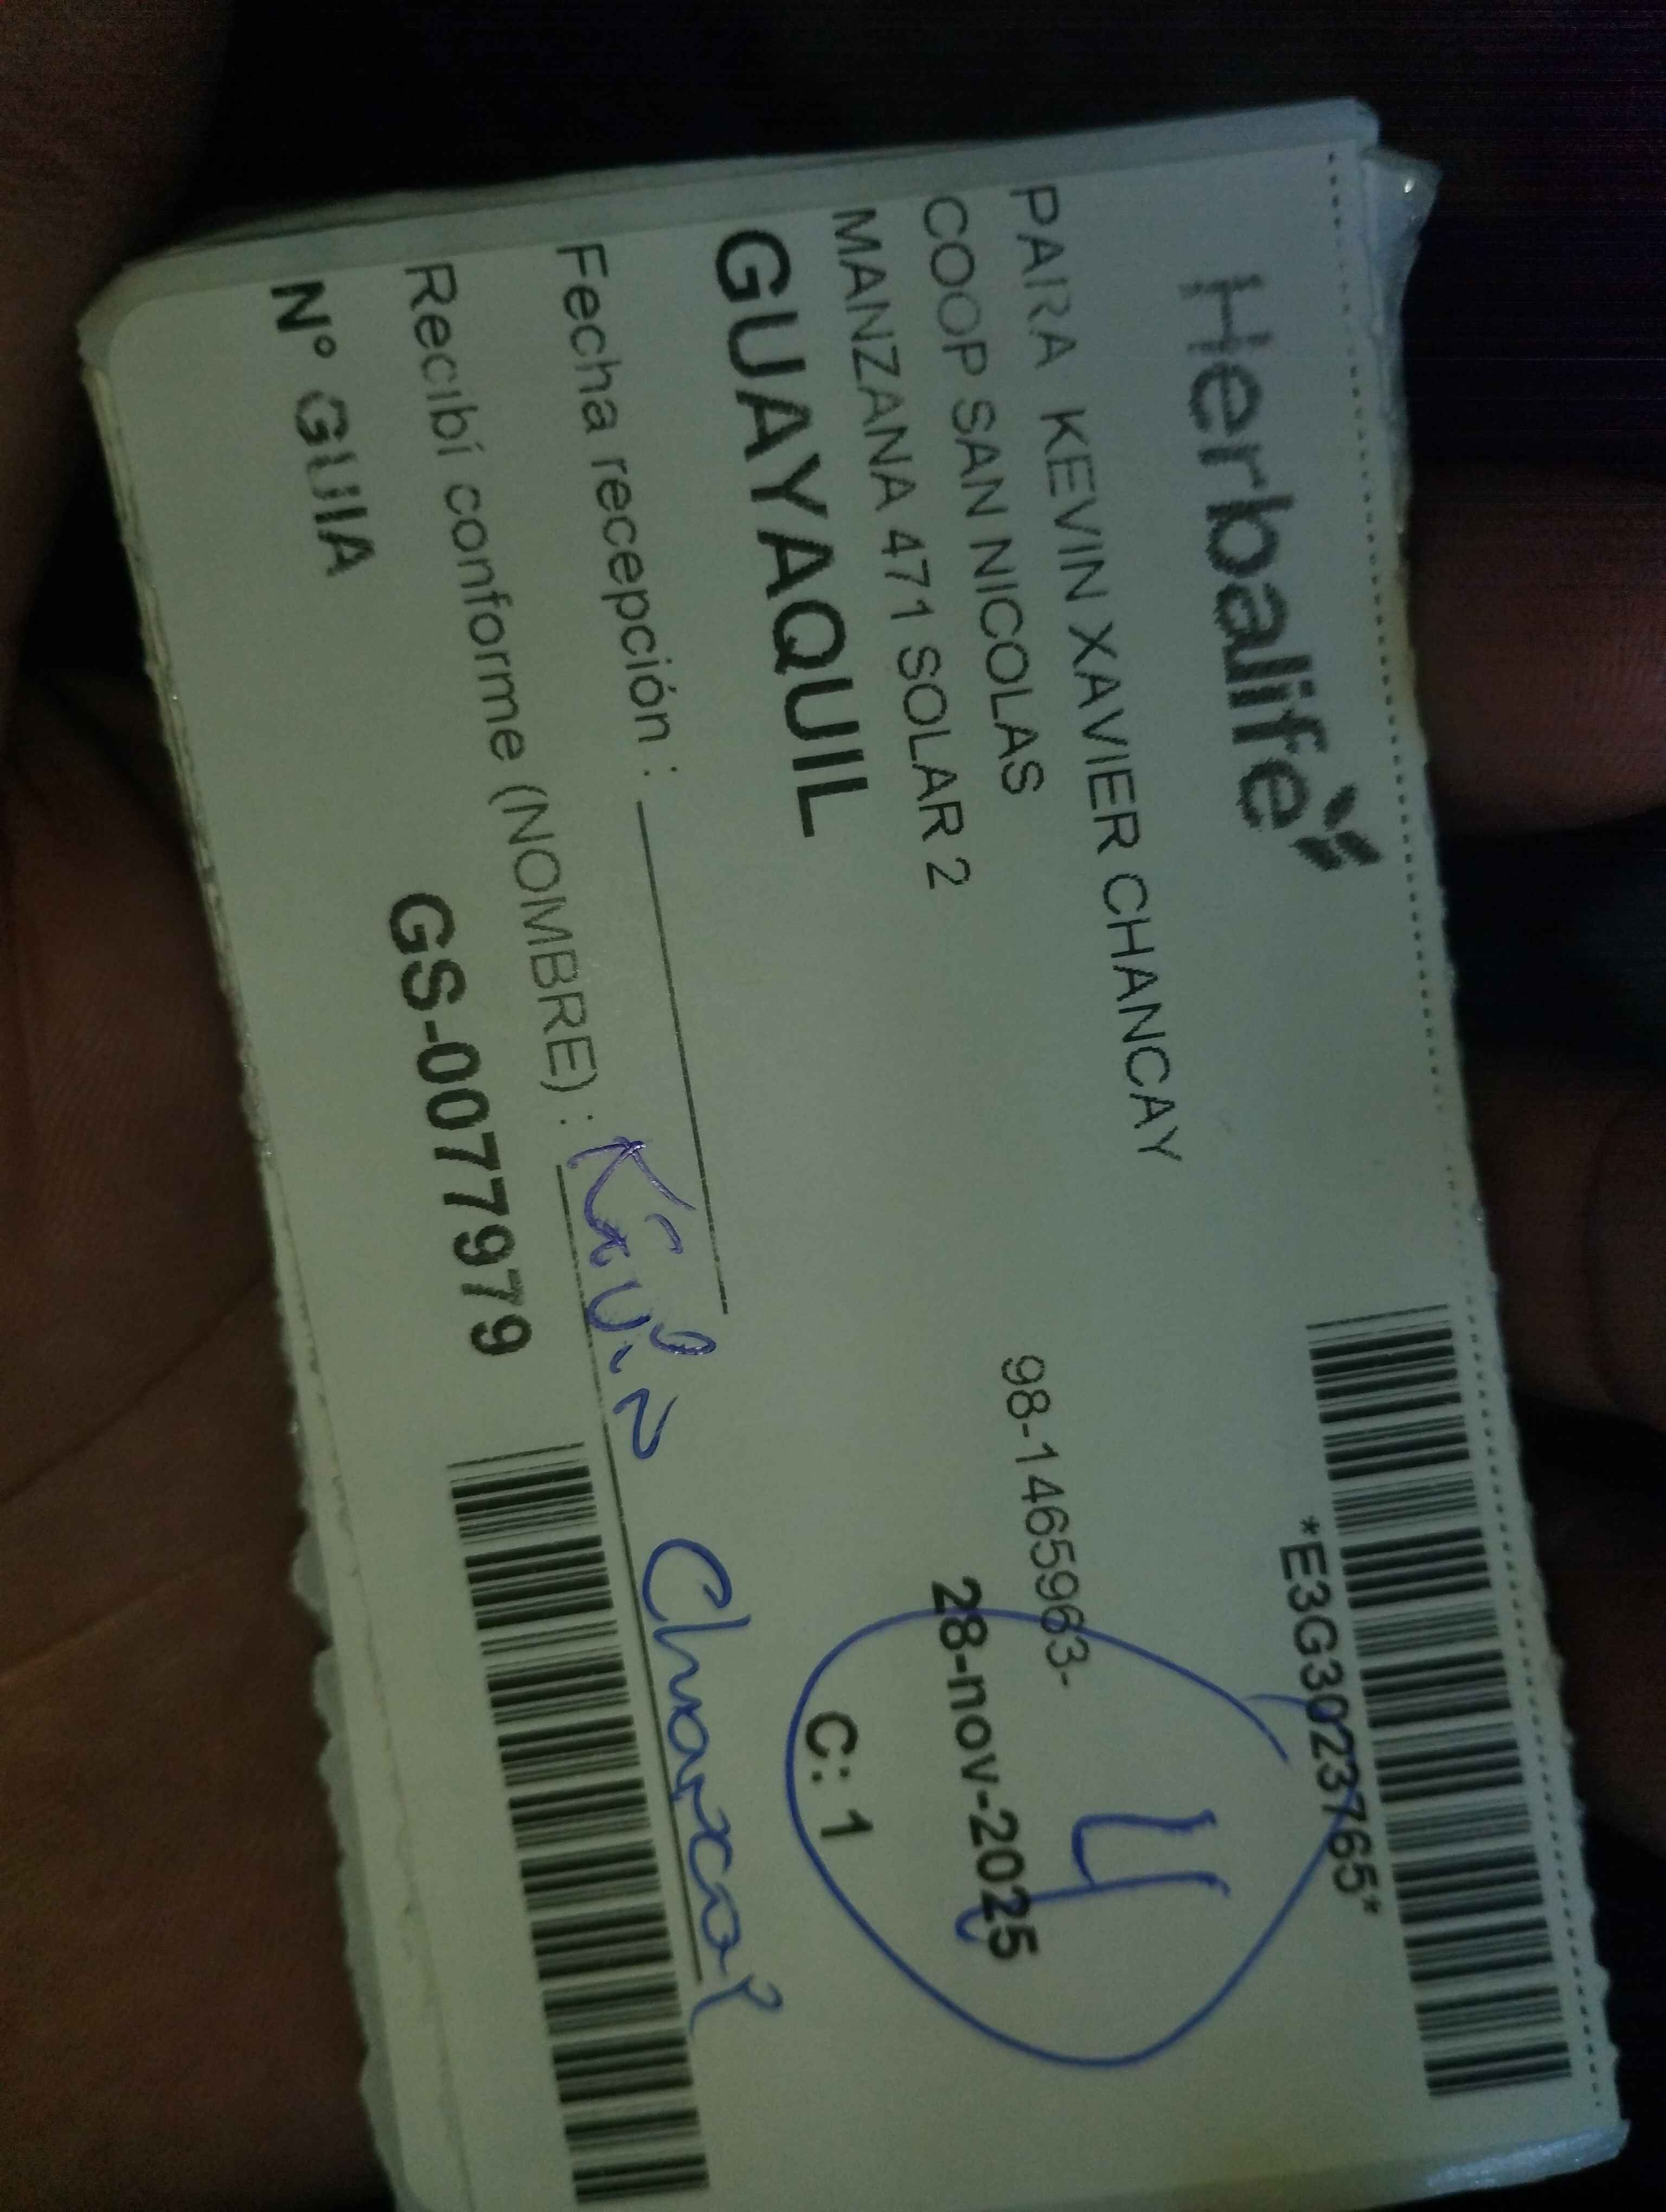 Herbalife
*E3G3023765*
PARA KEVIN XAVIER CHANCAY
98-1465963-
COOP SAN NICOLAS
4
28-nov-2025
MANZANA 471 SOLAR 2
C: 1
GUAYAQUIL
Fecha recepción :
Recibí conforme (NOMBRE) : Kevin Chancay
N° GUIA
GS-0077979